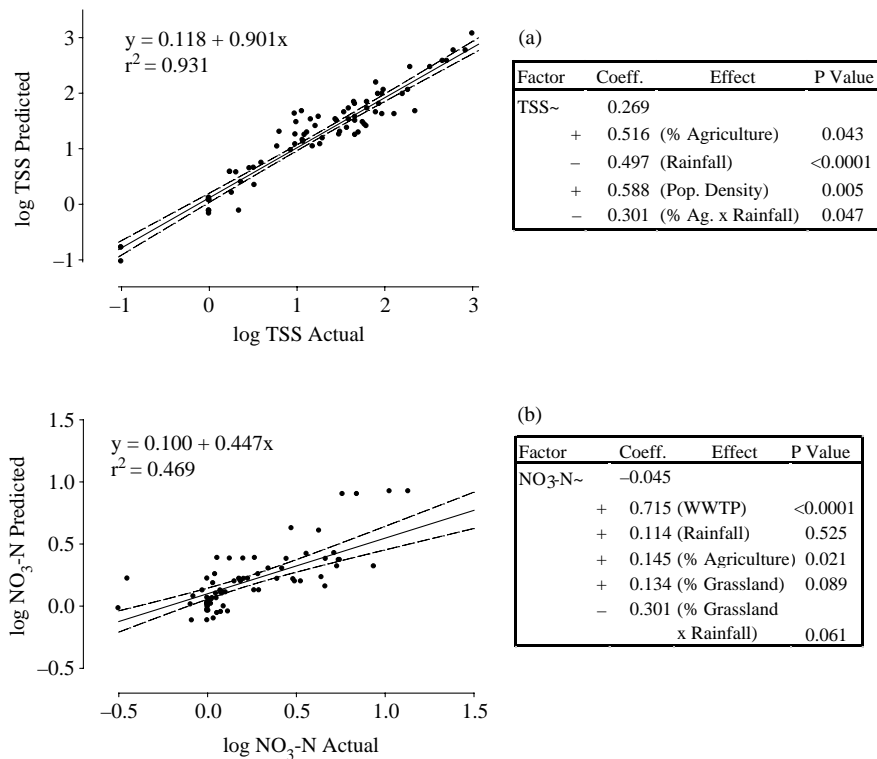 (a)
y = 0.118 + 0.901x
r² = 0.931
log TSS Predicted
3
2
1
0
−1
−1 0 1 2 3
log TSS Actual
Factor Coeff. Effect P Value
TSS~ 0.269
+ 0.516 (% Agriculture) 0.043
− 0.497 (Rainfall) <0.0001
+ 0.588 (Pop. Density) 0.005
− 0.301 (% Ag. x Rainfall) 0.047
(b)
y = 0.100 + 0.447x
r² = 0.469
log NO₃-N Predicted
1.5
1.0
0.5
0.0
−0.5
−0.5 0.0 0.5 1.0 1.5
log NO₃-N Actual
Factor Coeff. Effect P Value
NO₃-N~ −0.045
+ 0.715 (WWTP) <0.0001
+ 0.114 (Rainfall) 0.525
+ 0.145 (% Agriculture) 0.021
+ 0.134 (% Grassland) 0.089
− 0.301 (% Grassland
x Rainfall) 0.061